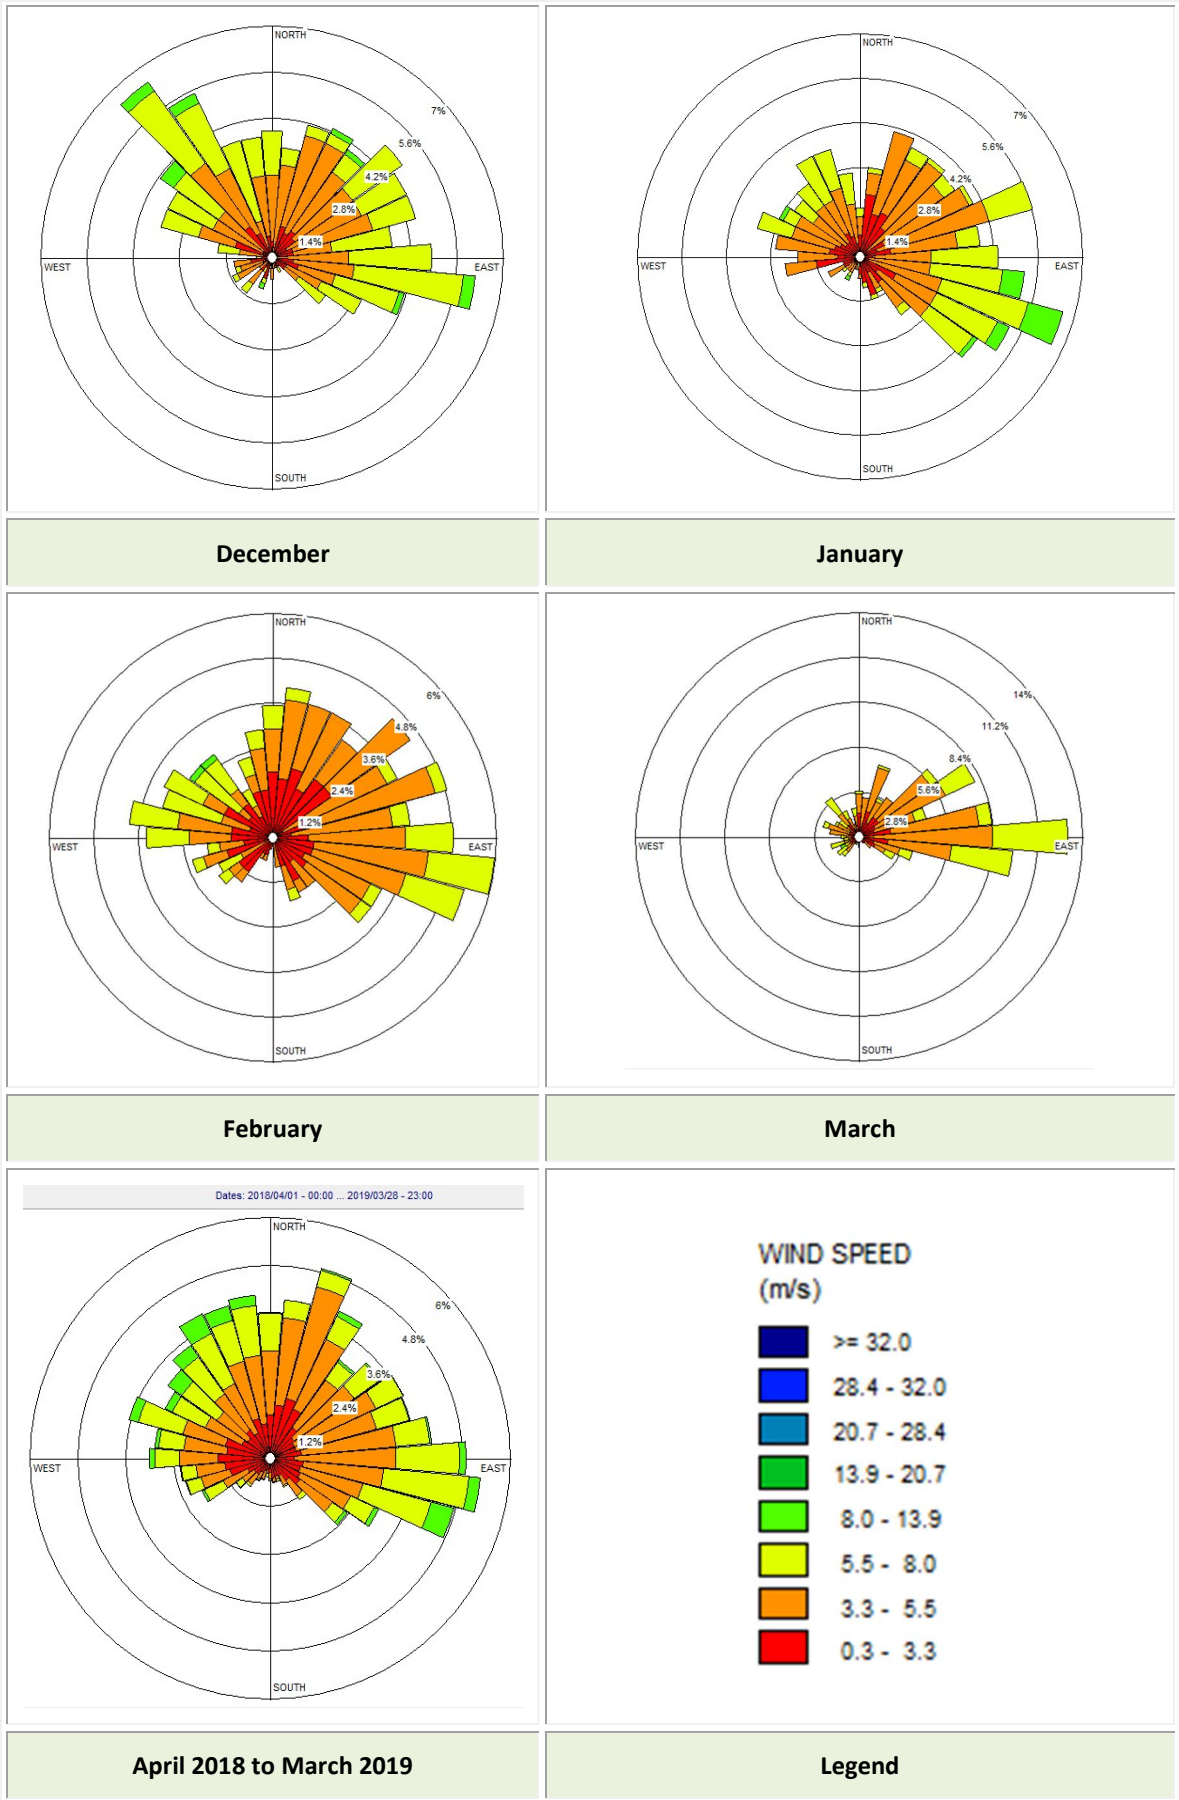 NORTH
7%
5.6%
4.2%
2.8%
1.4%
WEST
EAST
SOUTH
NORTH
7%
5.6%
4.2%
2.8%
1.4%
WEST
EAST
SOUTH
December
January
NORTH
6%
4.8%
3.6%
2.4%
1.2%
WEST
EAST
SOUTH
NORTH
14%
11.2%
8.4%
5.6%
2.8%
WEST
EAST
SOUTH
February
March
Dates: 2018/04/01 - 00:00 ... 2019/03/28 - 23:00
NORTH
6%
4.8%
3.6%
2.4%
1.2%
WEST
EAST
SOUTH
WIND SPEED
(m/s)
>= 32.0
28.4 - 32.0
20.7 - 28.4
13.9 - 20.7
8.0 - 13.9
5.5 - 8.0
3.3 - 5.5
0.3 - 3.3
April 2018 to March 2019
Legend